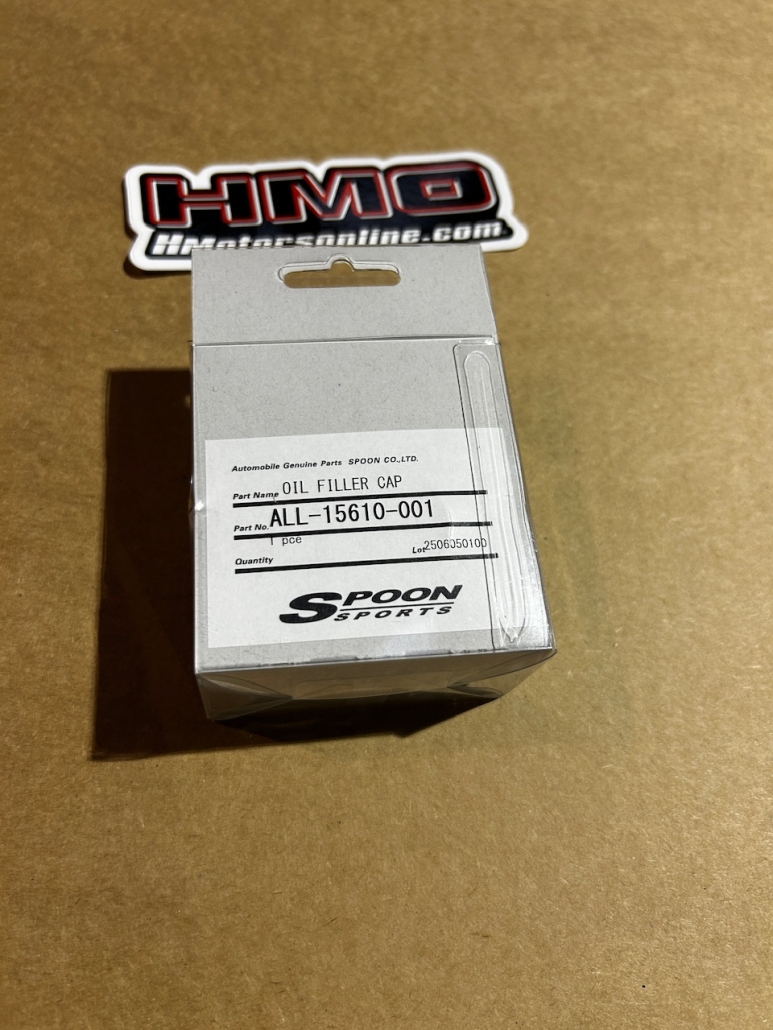 HMO
HMotorsonline.com
Automobile Genuine Parts SPOON CO.,LTD.
Part Name OIL FILLER CAP
Part No. ALL-15610-001
1 pce
Quantity
Lot 2506050100
SPOON
SPORTS